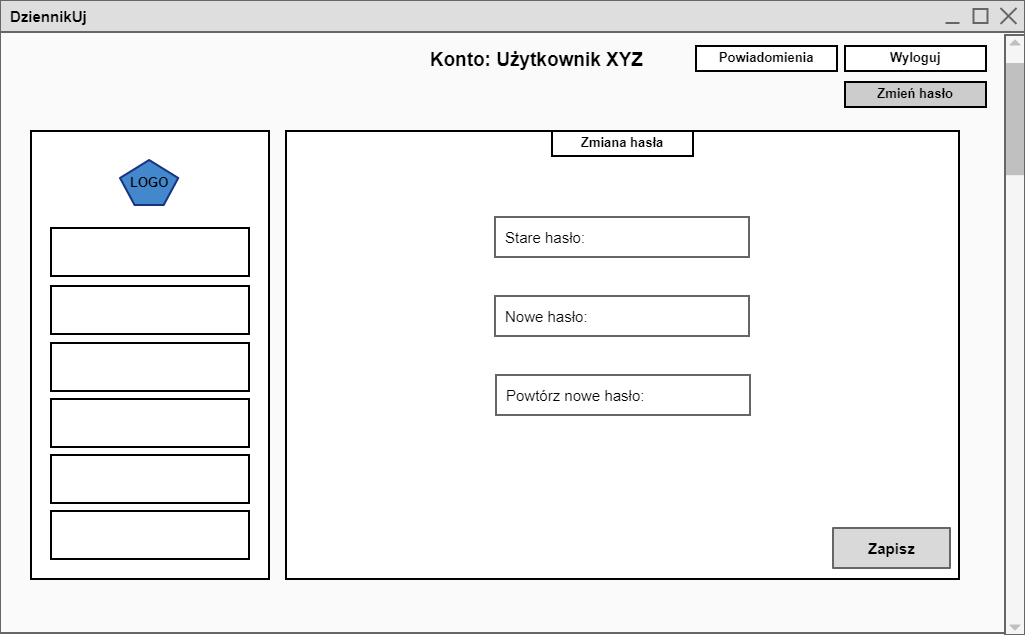 DziennikUj
Konto: Użytkownik XYZ
Powiadomienia
Wyloguj
Zmień hasło
LOGO
Zmiana hasła
Stare hasło:
Nowe hasło:
Powtórz nowe hasło:
Zapisz